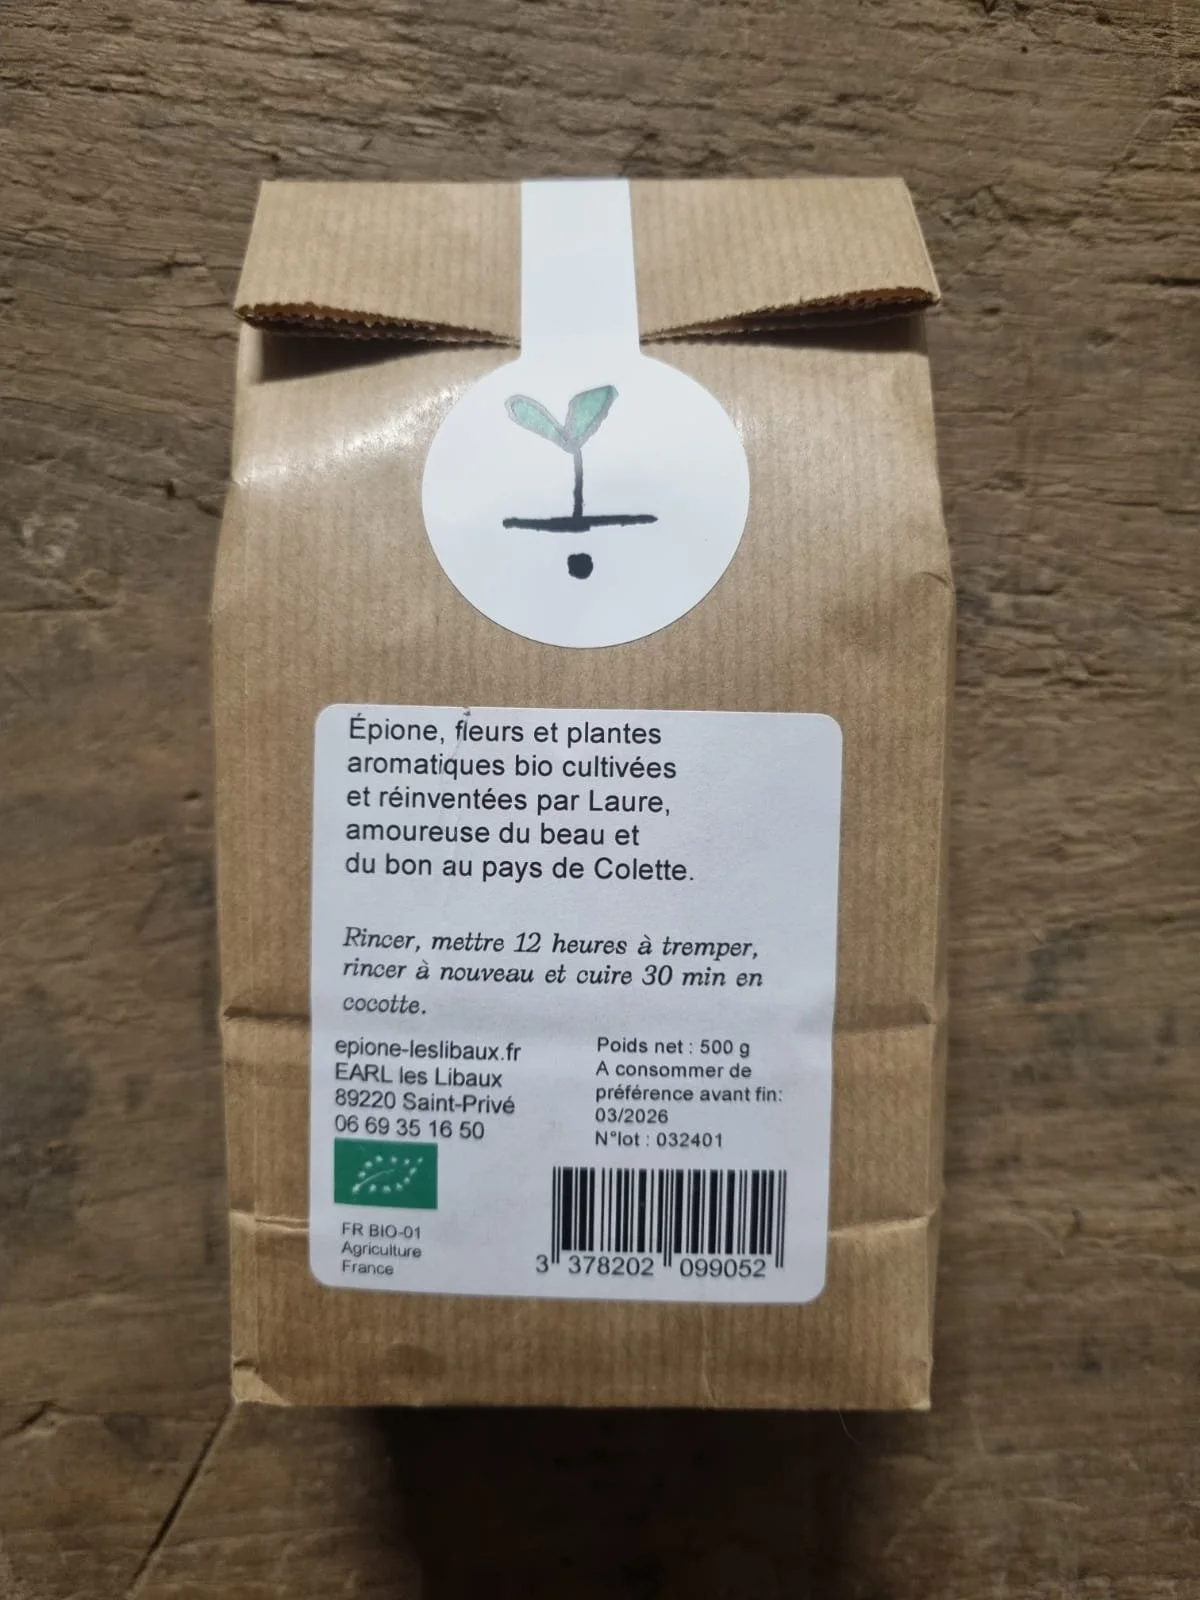 Épione, fleurs et plantes
aromatiques bio cultivées
et réinventées par Laure,
amoureuse du beau et
du bon au pays de Colette.
Rincer, mettre 12 heures à tremper,
rincer à nouveau et cuire 30 min en
cocotte.
epione-leslibaux.fr
EARL les Libaux
89220 Saint-Privé
06 69 35 16 50
FR BIO-01
Agriculture
France
Poids net : 500 g
A consommer de
préférence avant fin:
03/2026
N°lot : 032401
3 378202 099052